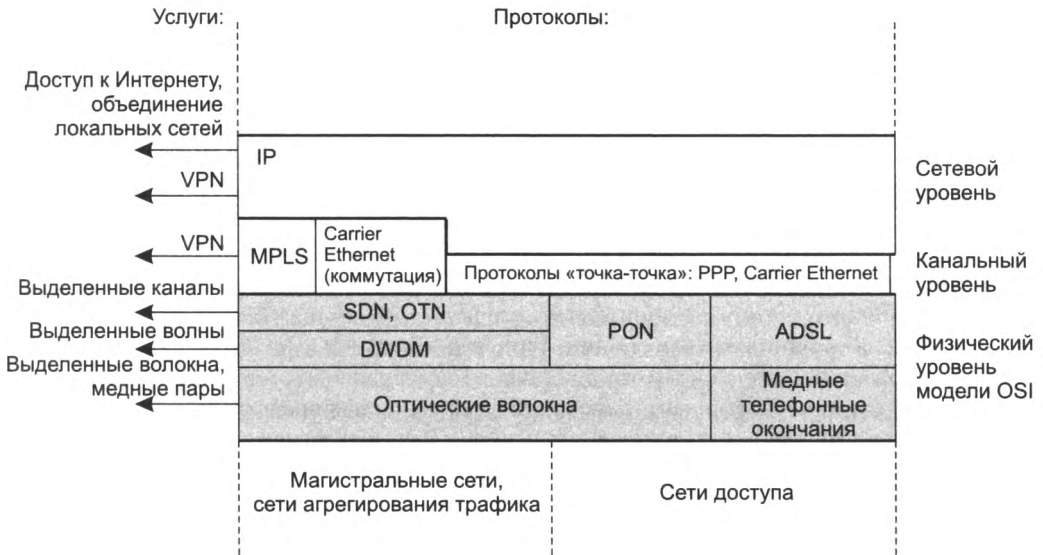 Услуги:
Протоколы:
Доступ к Интернету,
объединение
локальных сетей
IP
VPN
Сетевой
уровень
VPN
MPLS
Carrier
Ethernet
(коммутация)
Протоколы «точка-точка»: PPP, Carrier Ethernet
Канальный
уровень
Выделенные каналы
SDN, OTN
PON
ADSL
Выделенные волны
DWDM
Физический
уровень
модели OSI
Выделенные волокна,
медные пары
Оптические волокна
Медные
телефонные
окончания
Магистральные сети,
сети агрегирования трафика
Сети доступа